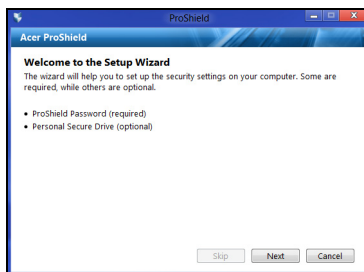 ProShield
Acer ProShield
Welcome to the Setup Wizard
The wizard will help you to set up the security settings on your computer. Some are
required, while others are optional.
• ProShield Password (required)
• Personal Secure Drive (optional)
Skip Next Cancel